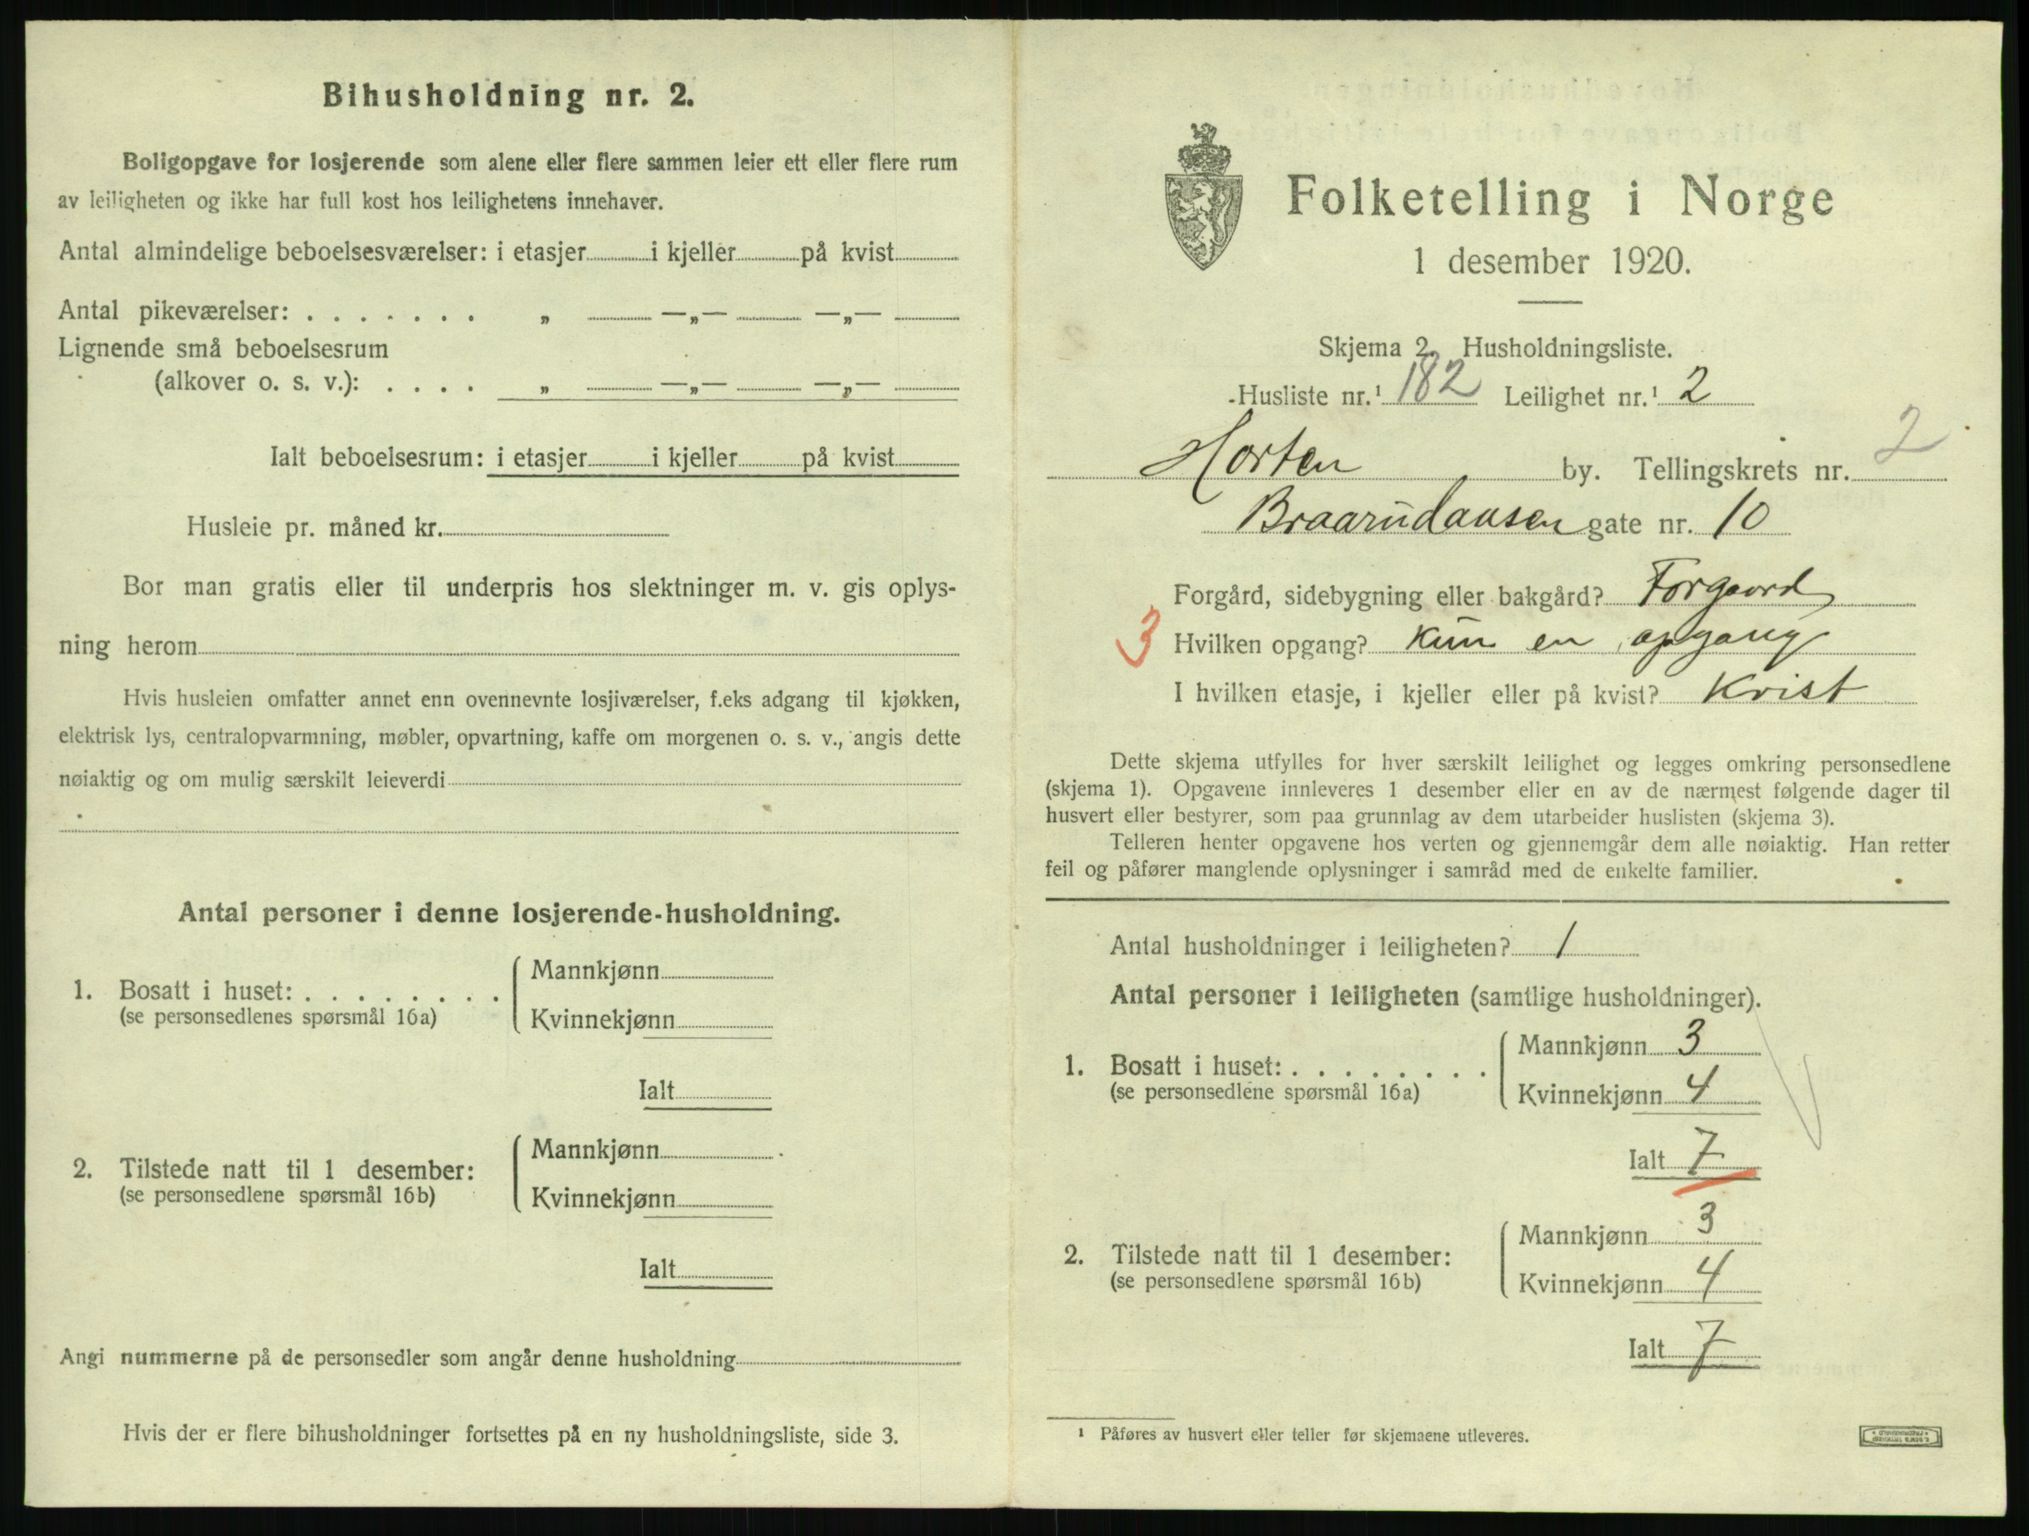 Bihusholdning nr. 2.
Boligopgave for losjerende som alene eller flere sammen leier ett eller flere rum
av leiligheten og ikke har full kost hos leilighetens innehaver.
Antal almindelige beboelsesværelser: i etasjer i kjeller på kvist
Antal pikeværelser: . . . . . . . „ —„— —„—
Lignende små beboelsesrum
(alkover o. s. v.): . . . . „ —„— —„—
Ialt beboelsesrum: i etasjer i kjeller på kvist
Husleie pr. måned kr.
Bor man gratis eller til underpris hos slektninger m. v. gis oplys-
ning herom
Hvis husleien omfatter annet enn ovennevnte losjiværelser, f.eks adgang til kjøkken,
elektrisk lys, centralopvarmning, møbler, opvartning, kaffe om morgenen o. s. v., angis dette
nøiaktig og om mulig særskilt leieverdi
Antal personer i denne losjerende-husholdning.
1. Bosatt i huset: . . . . . . . .
(se personsedlenes spørsmål 16a)
Mannkjønn
Kvinnekjønn
Ialt
2. Tilstede natt til 1 desember:
(se personsedlene spørsmål 16b)
Mannkjønn
Kvinnekjønn
Ialt
Angi nummerne på de personsedler som angår denne husholdning
Hvis der er flere bihusholdninger fortsettes på en ny husholdningsliste, side 3.
Folketelling i Norge
1 desember 1920.
Skjema 2. Husholdningsliste.
Husliste nr.¹ 182 Leilighet nr.¹ 2
Horten by. Tellingskrets nr. 2
Braarudaasen gate nr. 10
Forgård, sidebygning eller bakgård? Forgaard
3 Hvilken opgang? Kun en opgang
I hvilken etasje, i kjeller eller på kvist? Kvist
Dette skjema utfylles for hver særskilt leilighet og legges omkring personsedlene
(skjema 1). Opgavene innleveres 1 desember eller en av de nærmest følgende dager til
husvert eller bestyrer, som paa grunnlag av dem utarbeider huslisten (skjema 3).
Telleren henter opgavene hos verten og gjennemgår dem alle nøiaktig. Han retter
feil og påfører manglende oplysninger i samråd med de enkelte familier.
Antal husholdninger i leiligheten? 1
Antal personer i leiligheten (samtlige husholdninger).
1. Bosatt i huset: . . . . . . . .
(se personsedlene spørsmål 16a)
Mannkjønn 3
Kvinnekjønn 4
Ialt 7
2. Tilstede natt til 1 desember:
(se personsedlene spørsmål 16b)
Mannkjønn 3
Kvinnekjønn 4
Ialt 7
¹ Påføres av husvert eller teller før skjemaene utleveres.